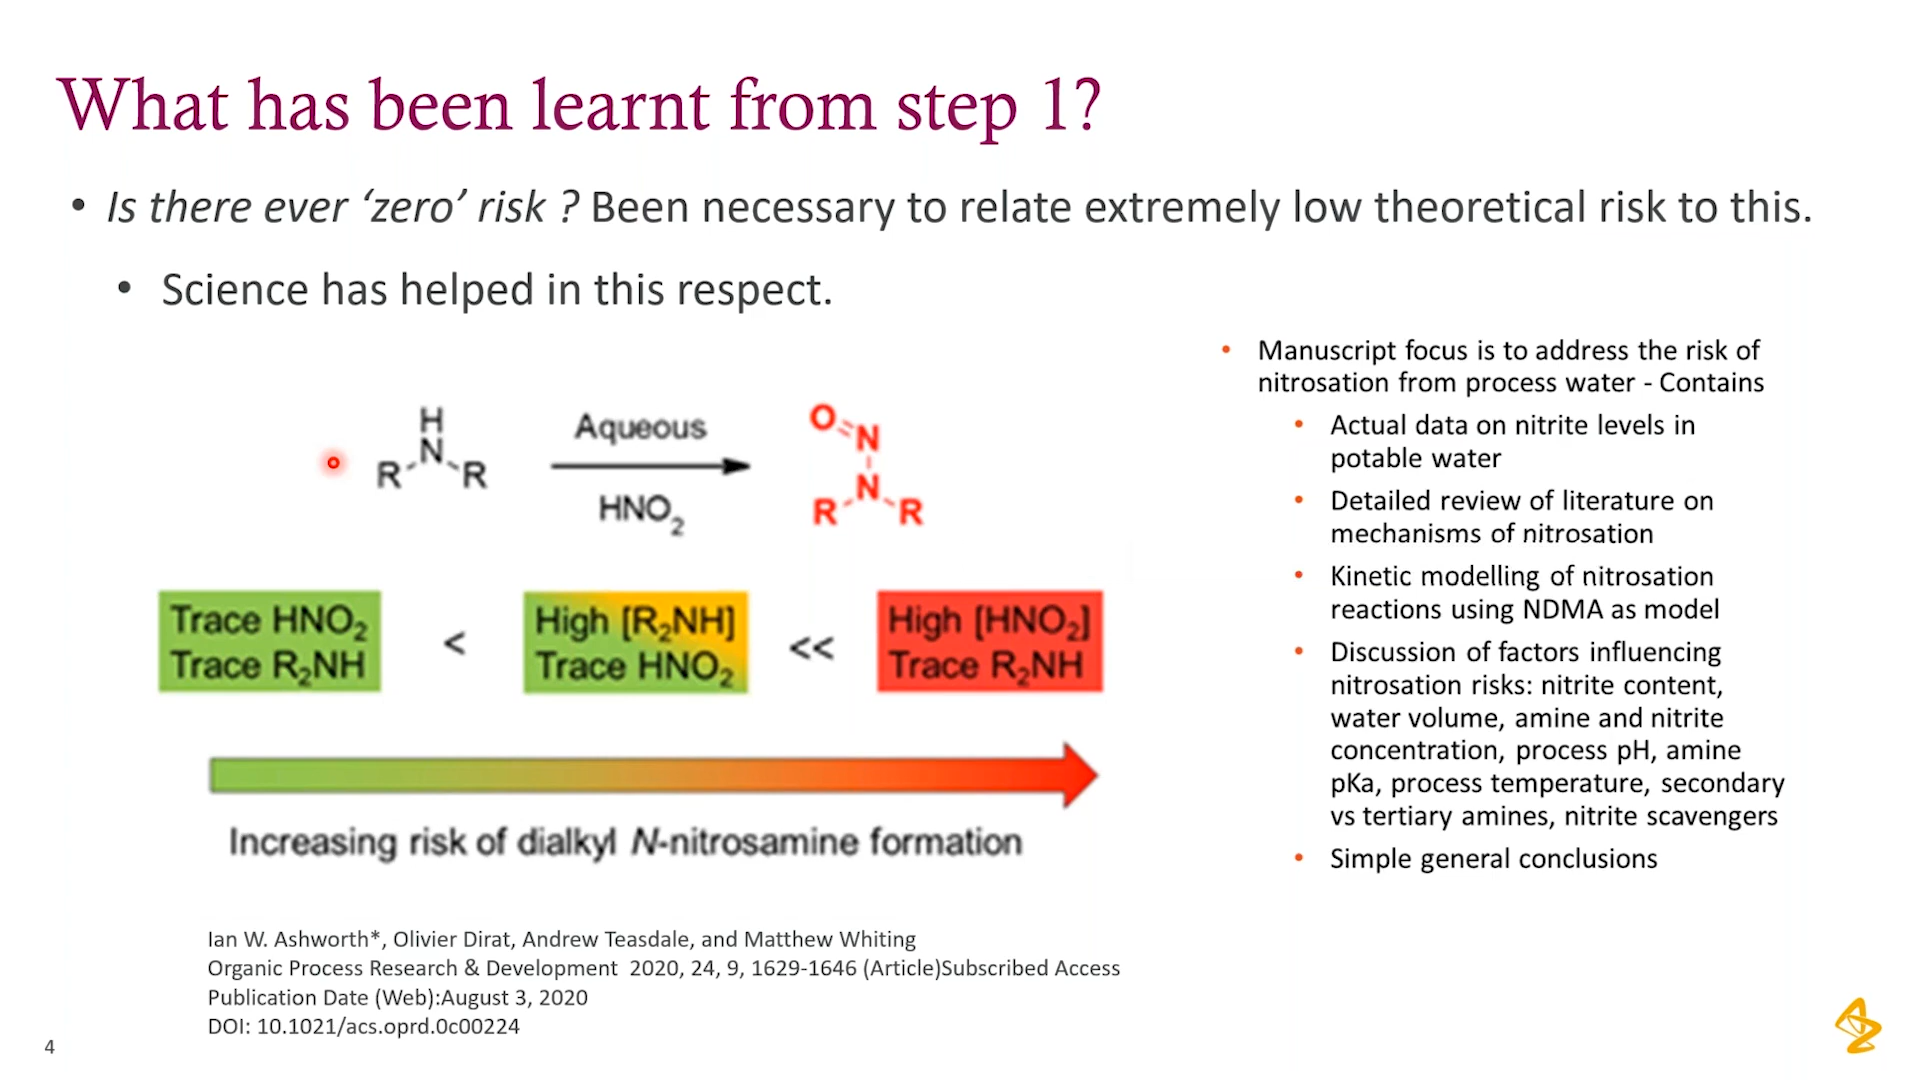 What has been learnt from step 1?
• Is there ever ‘zero’ risk ? Been necessary to relate extremely low theoretical risk to this.
• Science has helped in this respect.
H
N
R R
Aqueous
HNO₂
O
N
N
R R
Trace HNO₂
Trace R₂NH
<
High [R₂NH]
Trace HNO₂
<<
High [HNO₂]
Trace R₂NH
Increasing risk of dialkyl N-nitrosamine formation
• Manuscript focus is to address the risk of
nitrosation from process water - Contains
• Actual data on nitrite levels in
potable water
• Detailed review of literature on
mechanisms of nitrosation
• Kinetic modelling of nitrosation
reactions using NDMA as model
• Discussion of factors influencing
nitrosation risks: nitrite content,
water volume, amine and nitrite
concentration, process pH, amine
pKa, process temperature, secondary
vs tertiary amines, nitrite scavengers
• Simple general conclusions
Ian W. Ashworth*, Olivier Dirat, Andrew Teasdale, and Matthew Whiting
Organic Process Research & Development 2020, 24, 9, 1629-1646 (Article)Subscribed Access
Publication Date (Web):August 3, 2020
DOI: 10.1021/acs.oprd.0c00224
4